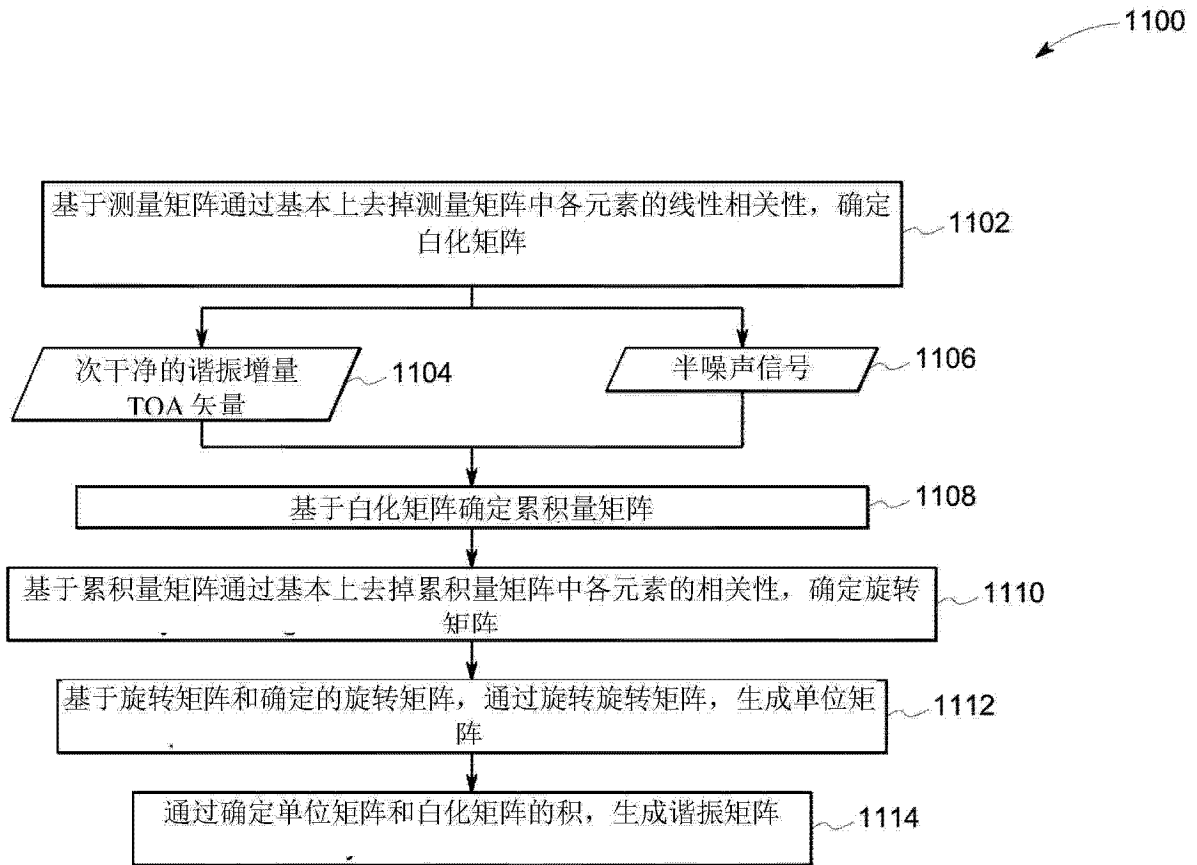 1100
基于测量矩阵通过基本上去掉测量矩阵中各元素的线性相关性，确定
白化矩阵
1102
次干净的谐振增量
TOA 矢量
1104
半噪声信号
1106
基于白化矩阵确定累积量矩阵
1108
基于累积量矩阵通过基本上去掉累积量矩阵中各元素的相关性，确定旋转
矩阵
1110
基于旋转矩阵和确定的旋转矩阵，通过旋转旋转矩阵，生成单位矩
阵
1112
通过确定单位矩阵和白化矩阵的积，生成谐振矩阵
1114